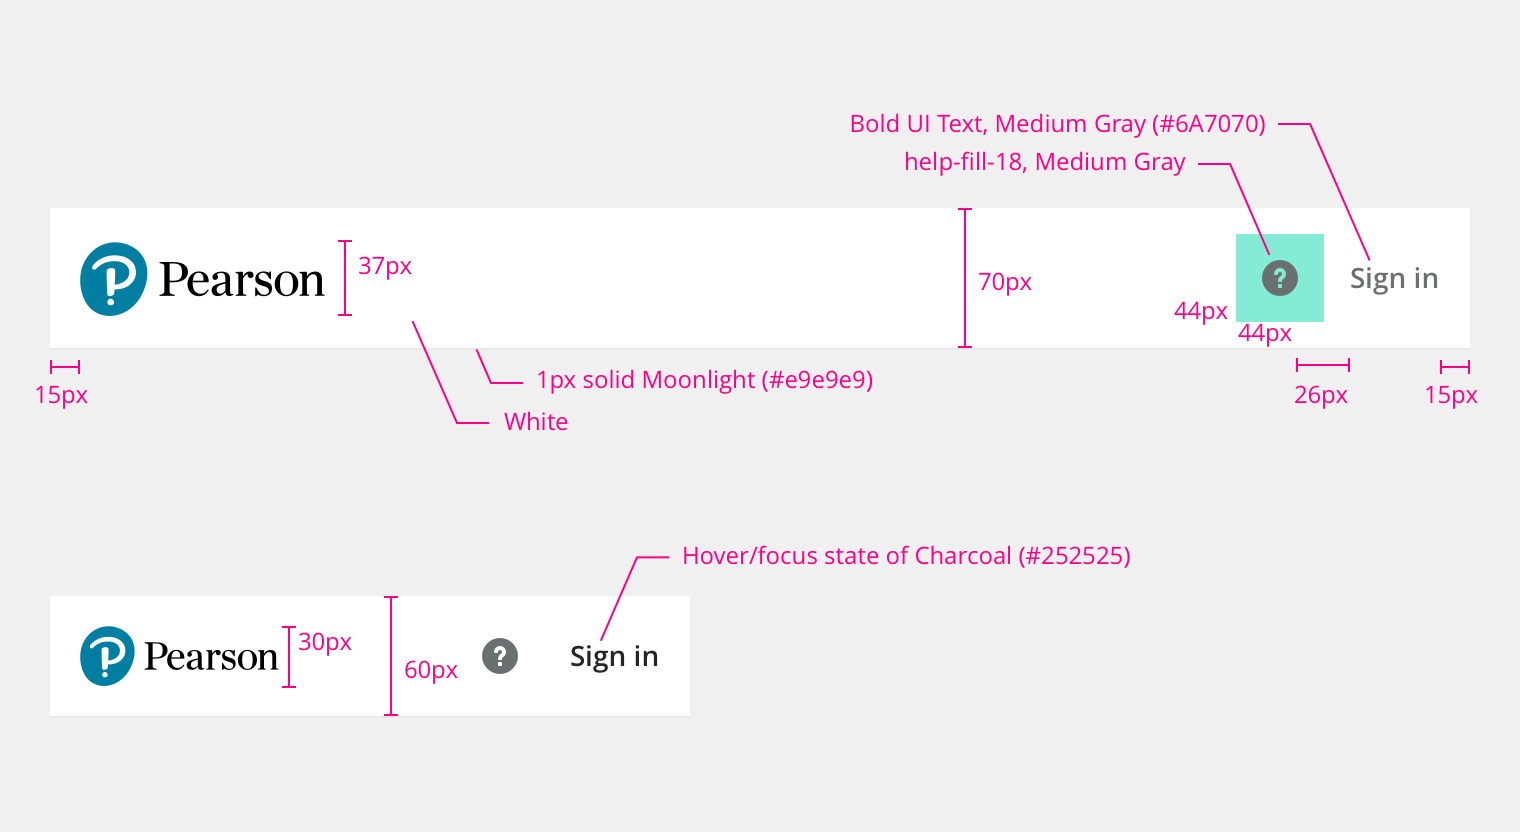 Bold UI Text, Medium Gray (#6A7070)
help-fill-18, Medium Gray
Pearson
37px
70px
?
Sign in
44px
44px
15px
1px solid Moonlight (#e9e9e9)
26px
15px
White
Hover/focus state of Charcoal (#252525)
Pearson
30px
60px
?
Sign in